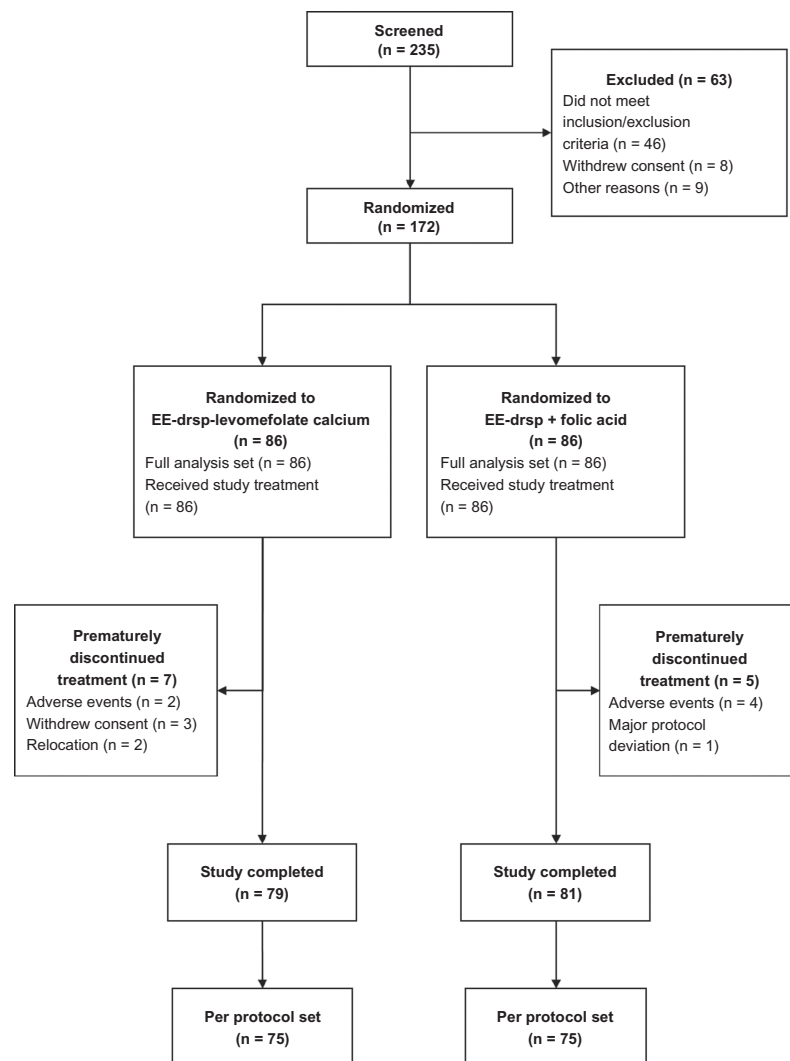 Screened
(n = 235)
Excluded (n = 63)
Did not meet
inclusion/exclusion
criteria (n = 46)
Withdrew consent (n = 8)
Other reasons (n = 9)
Randomized
(n = 172)
Randomized to
EE-drsp-levomefolate calcium
(n = 86)
Full analysis set (n = 86)
Received study treatment
(n = 86)
Randomized to
EE-drsp + folic acid
(n = 86)
Full analysis set (n = 86)
Received study treatment
(n = 86)
Prematurely
discontinued
treatment (n = 7)
Adverse events (n = 2)
Withdrew consent (n = 3)
Relocation (n = 2)
Prematurely
discontinued
treatment (n = 5)
Adverse events (n = 4)
Major protocol
deviation (n = 1)
Study completed
(n = 79)
Study completed
(n = 81)
Per protocol set
(n = 75)
Per protocol set
(n = 75)